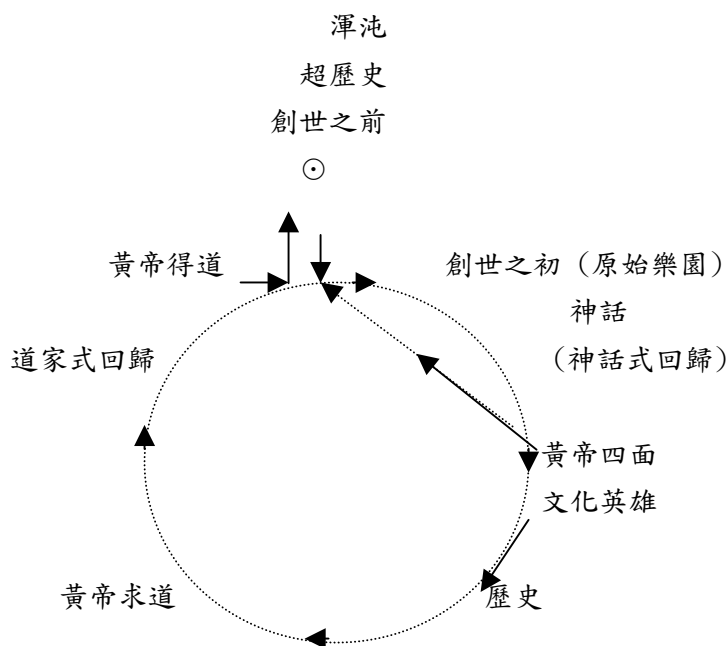 渾沌
超歷史
創世之前
黃帝得道
創世之初（原始樂園）
神話
道家式回歸
（神話式回歸）
黃帝四面
文化英雄
黃帝求道
歷史